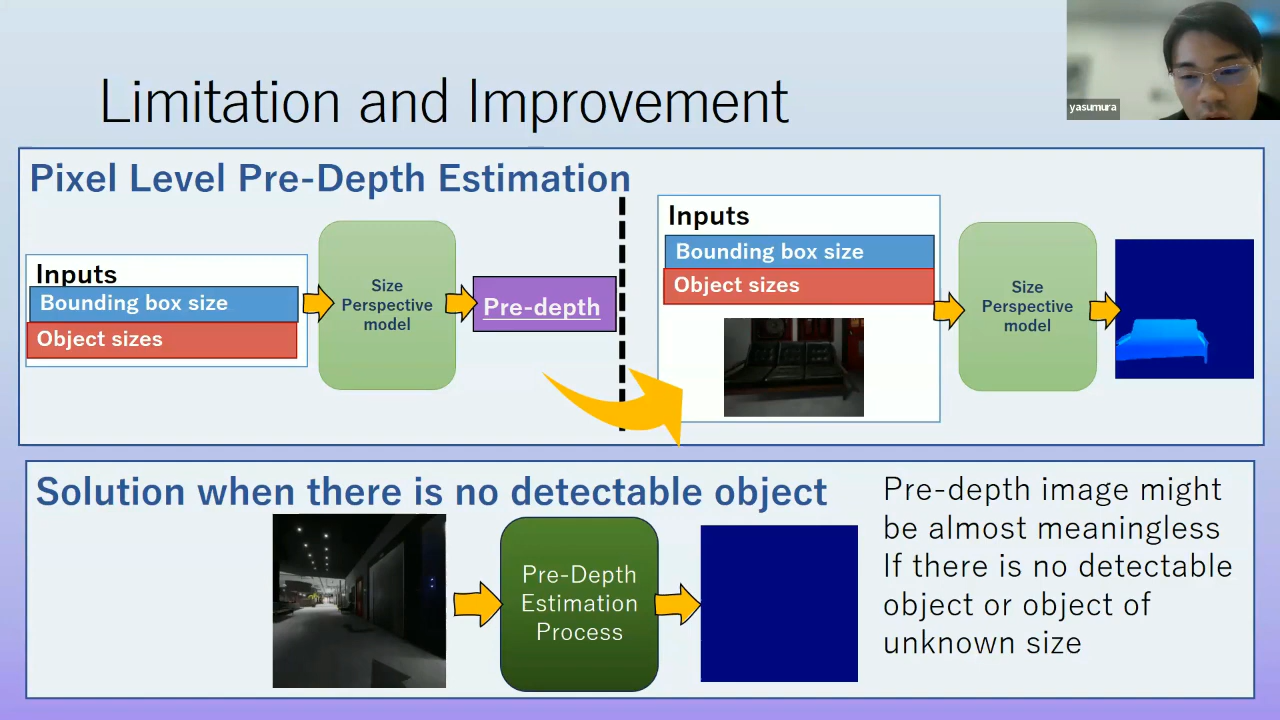 yasumura
Limitation and Improvement
Pixel Level Pre-Depth Estimation
Inputs
Bounding box size
Object sizes
Size
Perspective
model
Pre-depth
Inputs
Bounding box size
Object sizes
Size
Perspective
model
Solution when there is no detectable object
Pre-Depth
Estimation
Process
Pre-depth image might
be almost meaningless
If there is no detectable
object or object of
unknown size